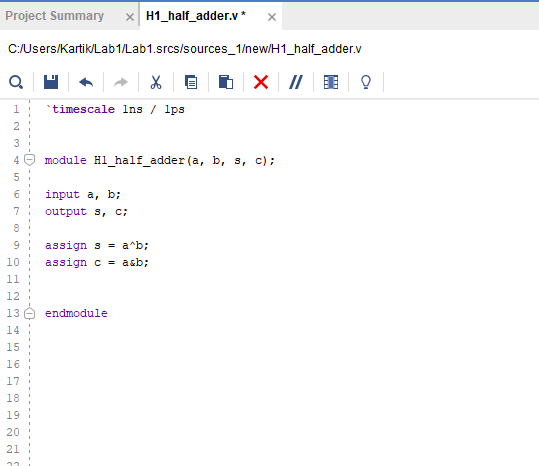 Project Summary × H1_half_adder.v * ×
C:/Users/Kartik/Lab1/Lab1.srcs/sources_1/new/H1_half_adder.v
1 `timescale 1ns / 1ps
2
3
4 module H1_half_adder(a, b, s, c);
5
6 input a, b;
7 output s, c;
8
9 assign s = a^b;
10 assign c = a&b;
11
12
13 endmodule
14
15
16
17
18
19
20
21
22